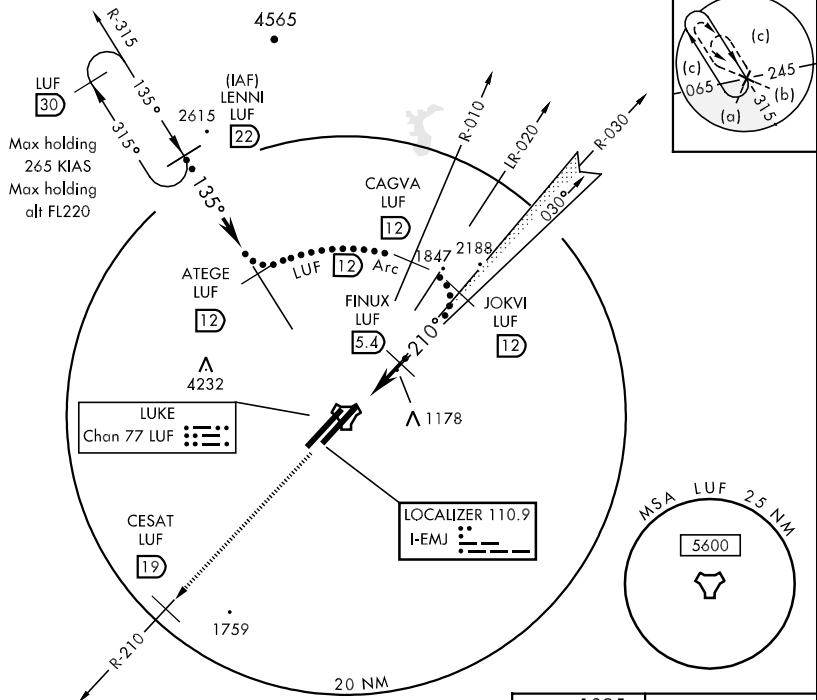 R-315
4565
(c)
(c)
245
065
(b)
(a)
315
LUF
30
135°
315°
(IAF)
LENNI
LUF
22
2615
Max holding
265 KIAS
Max holding
alt FL220
135°
R-010
LR-020
R-030
030°
CAGVA
LUF
12
1847
2188
ATEGE
LUF
12
LUF 12 Arc
FINUX
LUF
5.4
210°
JOKVI
LUF
12
4232
1178
LUKE
Chan 77 LUF
LOCALIZER 110.9
I-EMJ
CESAT
LUF
19
1759
R-210
20 NM
MSA LUF 25 NM
5600